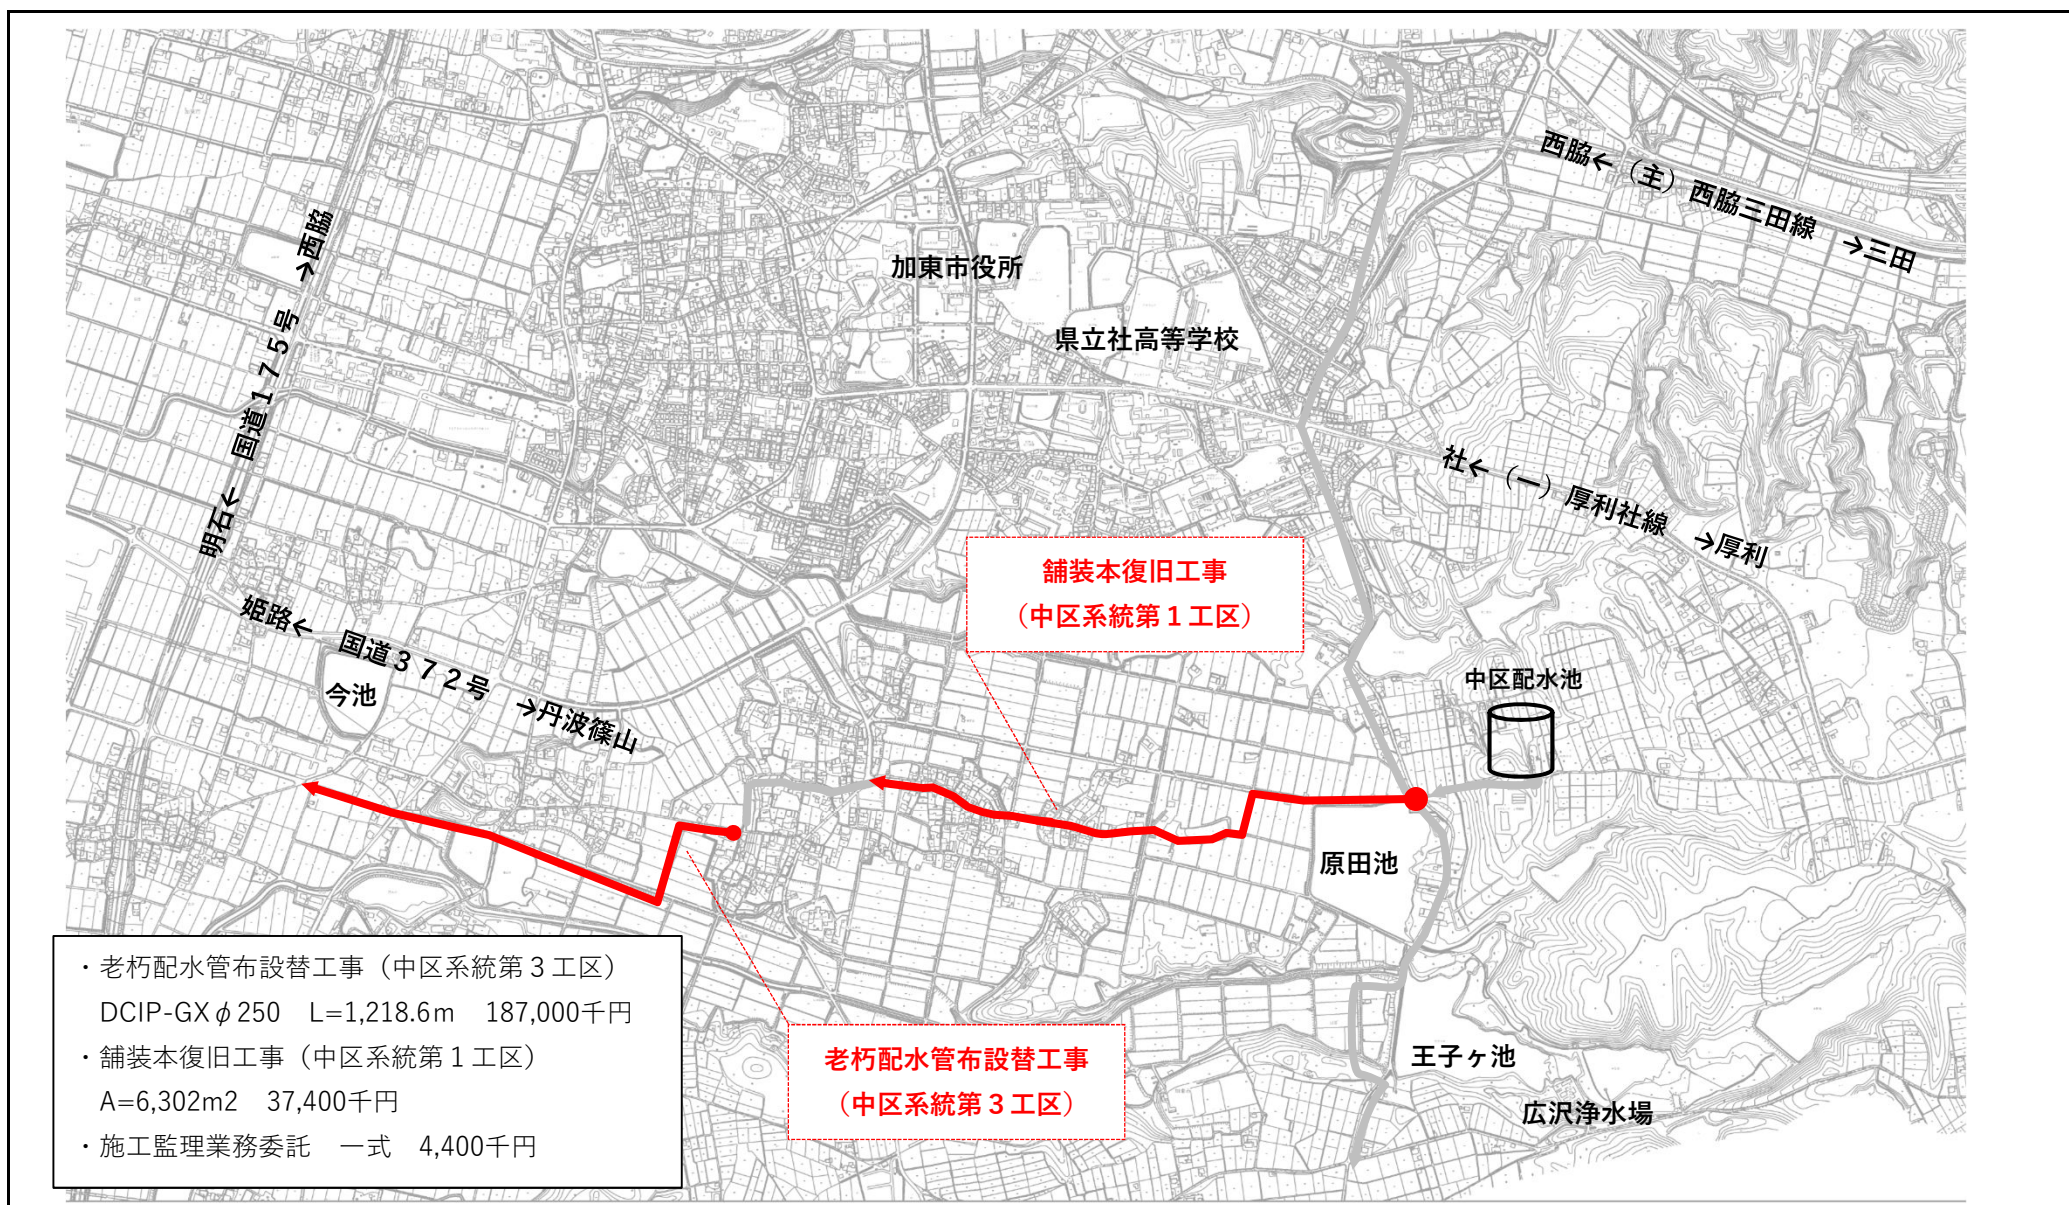 西脇←（主）西脇三田線　→三田
加東市役所
県立社高等学校
明石←　国道１７５号　→西脇
社←（一）厚利社線　→厚利
舗装本復旧工事
（中区系統第１工区）
姫路←　国道３７２号　→丹波篠山
今池
中区配水池
原田池
・老朽配水管布設替工事（中区系統第３工区）
DCIP-GXφ250　L=1,218.6m　187,000千円
・舗装本復旧工事（中区系統第１工区）
A=6,302m2　37,400千円
・施工監理業務委託　一式　4,400千円
老朽配水管布設替工事
（中区系統第３工区）
王子ヶ池
広沢浄水場